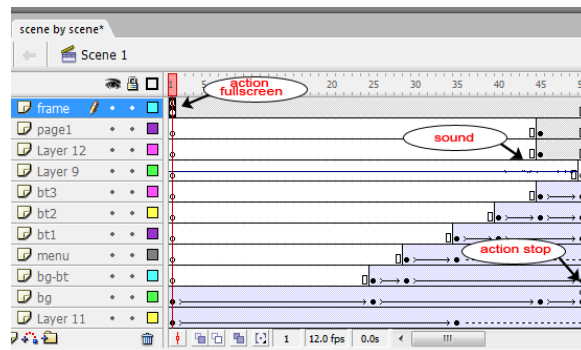 scene by scene*
Scene 1
1 5 20 25 30 35 40 45
action
fullscreen
frame
page1
sound
Layer 12
Layer 9
bt3
bt2
bt1
menu
action stop
bg-bt
bg
Layer 11
1 12.0 fps 0.0s